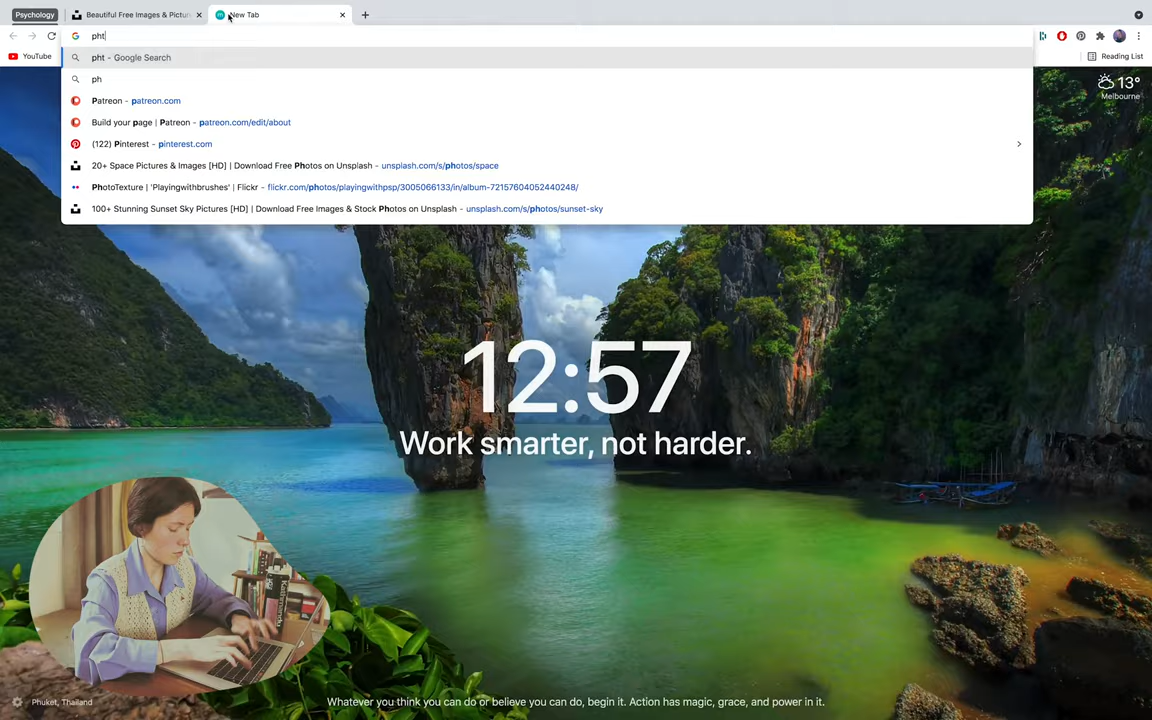 Psychology
Beautiful Free Images & Pictur
New Tab
pht
YouTube
Reading List
pht - Google Search
ph
Patreon - patreon.com
Build your page | Patreon - patreon.com/edit/about
(122) Pinterest - pinterest.com
20+ Space Pictures & Images [HD] | Download Free Photos on Unsplash - unsplash.com/s/photos/space
PhotoTexture | 'Playingwithbrushes' | Flickr - flickr.com/photos/playingwithpsp/3005066133/in/album-72157604052440248/
100+ Stunning Sunset Sky Pictures [HD] | Download Free Images & Stock Photos on Unsplash - unsplash.com/s/photos/sunset-sky
13°
Melbourne
12:57
Work smarter, not harder.
Phuket, Thailand
Whatever you think you can do or believe you can do, begin it. Action has magic, grace, and power in it.